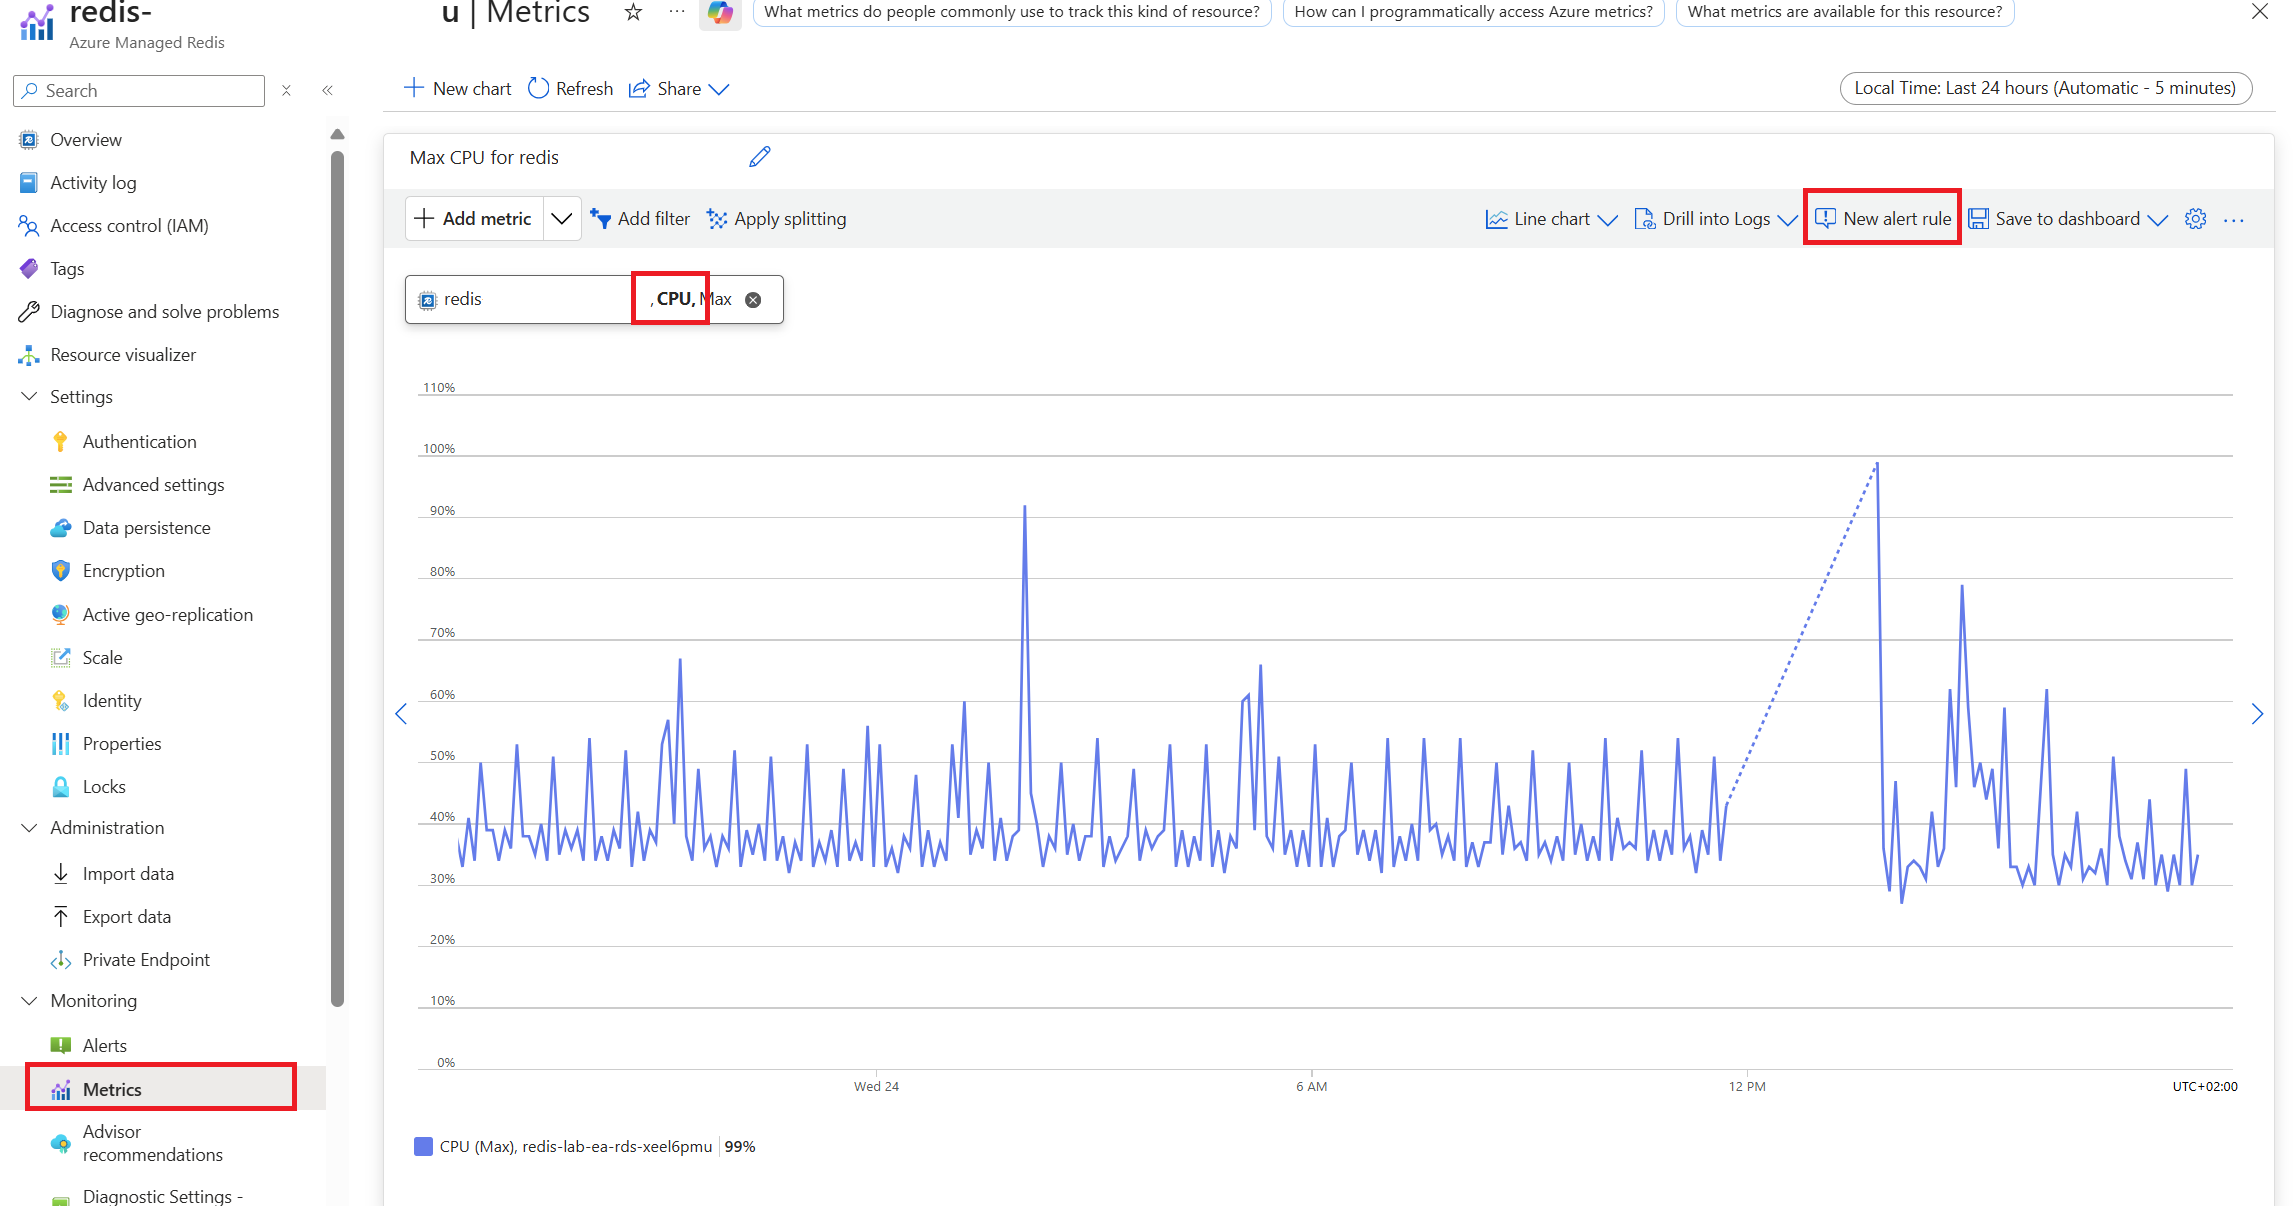 redis-
u | Metrics
What metrics do people commonly use to track this kind of resource?
How can I programmatically access Azure metrics?
What metrics are available for this resource?
Azure Managed Redis
Search
New chart
Refresh
Share
Local Time: Last 24 hours (Automatic - 5 minutes)
Overview
Activity log
Access control (IAM)
Tags
Diagnose and solve problems
Resource visualizer
Settings
Authentication
Advanced settings
Data persistence
Encryption
Active geo-replication
Scale
Identity
Properties
Locks
Administration
Import data
Export data
Private Endpoint
Monitoring
Alerts
Metrics
Advisor
recommendations
Diagnostic Settings -
Max CPU for redis
Add metric
Add filter
Apply splitting
Line chart
Drill into Logs
New alert rule
Save to dashboard
redis , CPU, Max
110%
100%
90%
80%
70%
60%
50%
40%
30%
20%
10%
0%
Wed 24
6 AM
12 PM
UTC+02:00
CPU (Max), redis-lab-ea-rds-xeel6pmu | 99%